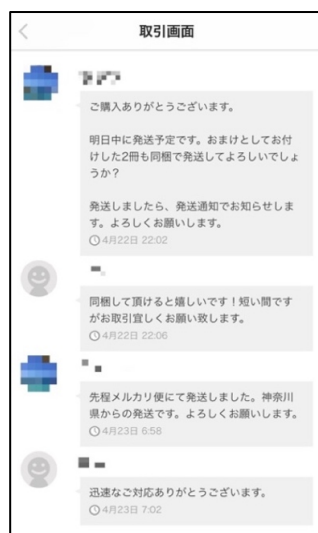 取引画面
ご購入ありがとうございます。
明日中に発送予定です。おまけとしてお付
けした2冊も同梱で発送してよろしいでしょ
うか?
発送しましたら、発送通知でお知らせしま
す。よろしくお願いします。
4月22日 22:02
同梱して頂けると嬉しいです!短い間です
がお取引宜しくお願い致します。
4月22日 22:06
先程メルカリ便にて発送しました。神奈川
県からの発送です。よろしくお願いします。
4月23日 6:58
迅速なご対応ありがとうございます。
4月23日 7:02